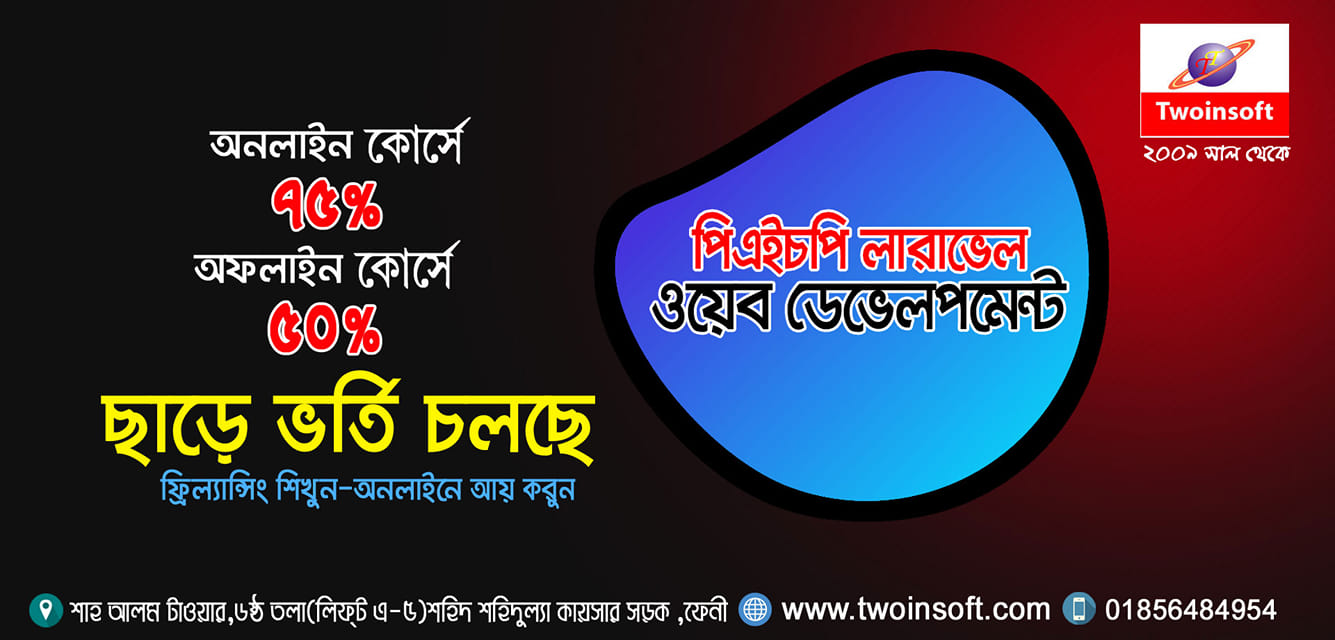 Twoinsoft
২০০৯ সাল থেকে
অনলাইন কোর্সে
৭৫%
অফলাইন কোর্সে
৫০%
ছাড়ে ভর্তি চলছে
ফ্রিল্যান্সিং শিখুন-অনলাইনে আয় করুন
পিএইচপি লারাভেল
ওয়েব ডেভেলপমেন্ট
শাহ আলম টাওয়ার,৬ষ্ঠ তলা(লিফ্ট এ-৫)শহিদ শহিদুল্যা কায়সার সড়ক ,ফেনী www.twoinsoft.com 01856484954